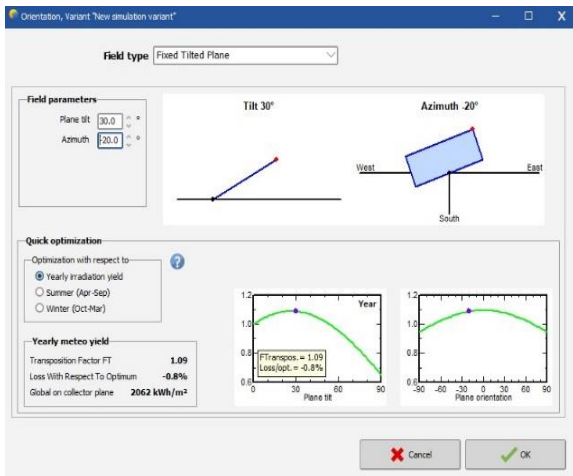 Orientation, Variant "New simulation variant"
Field type Fixed Tilted Plane
Field parameters
Plane tilt 30.0 °
Azimuth -20.0 °
Tilt 30°
Azimuth -20°
West
East
South
Quick optimization
Optimization with respect to
Yearly irradiation yield
Summer (Apr-Sep)
Winter (Oct-Mar)
?
Yearly meteo yield
Transposition Factor FT 1.09
Loss With Respect To Optimum -0.8%
Global on collector plane 2062 kWh/m²
Year
1.2
1.0
0.8
0.6
FTranspos. = 1.09
Loss/opt. = -0.8%
0 30 60 90
Plane tilt
1.2
1.0
0.8
0.6
-90 -60 -30 0 30 60 90
Plane orientation
Cancel
OK